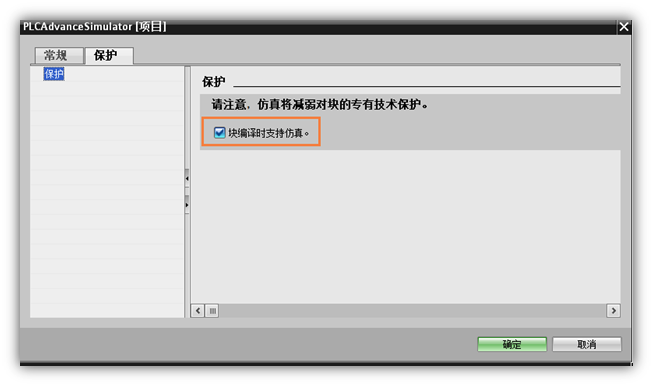 PLCAdvanceSimulator [项目]
常规 保护
保护
保护
请注意，仿真将减弱对块的专有技术保护。
块编译时支持仿真。
确定 取消